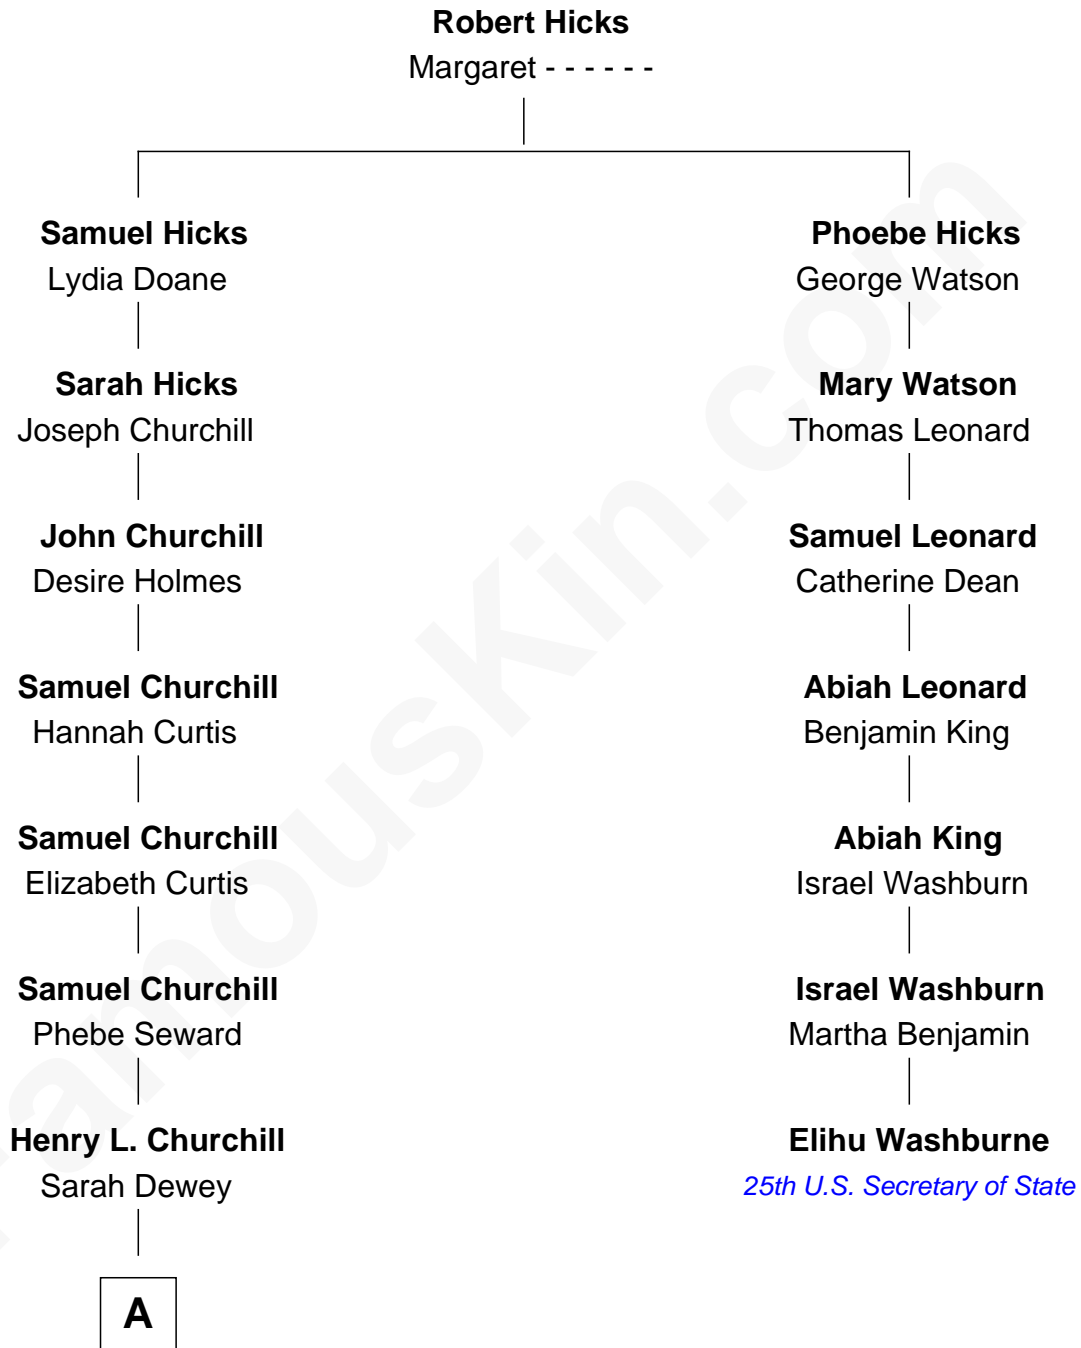 Robert Hicks
Margaret - - - - - -
Samuel Hicks
Lydia Doane
Phoebe Hicks
George Watson
Sarah Hicks
Joseph Churchill
Mary Watson
Thomas Leonard
John Churchill
Desire Holmes
Samuel Leonard
Catherine Dean
Samuel Churchill
Hannah Curtis
Abiah Leonard
Benjamin King
Samuel Churchill
Elizabeth Curtis
Abiah King
Israel Washburn
Samuel Churchill
Phebe Seward
Israel Washburn
Martha Benjamin
Henry L. Churchill
Sarah Dewey
Elihu Washburne
25th U.S. Secretary of State
A
FamousKin.com